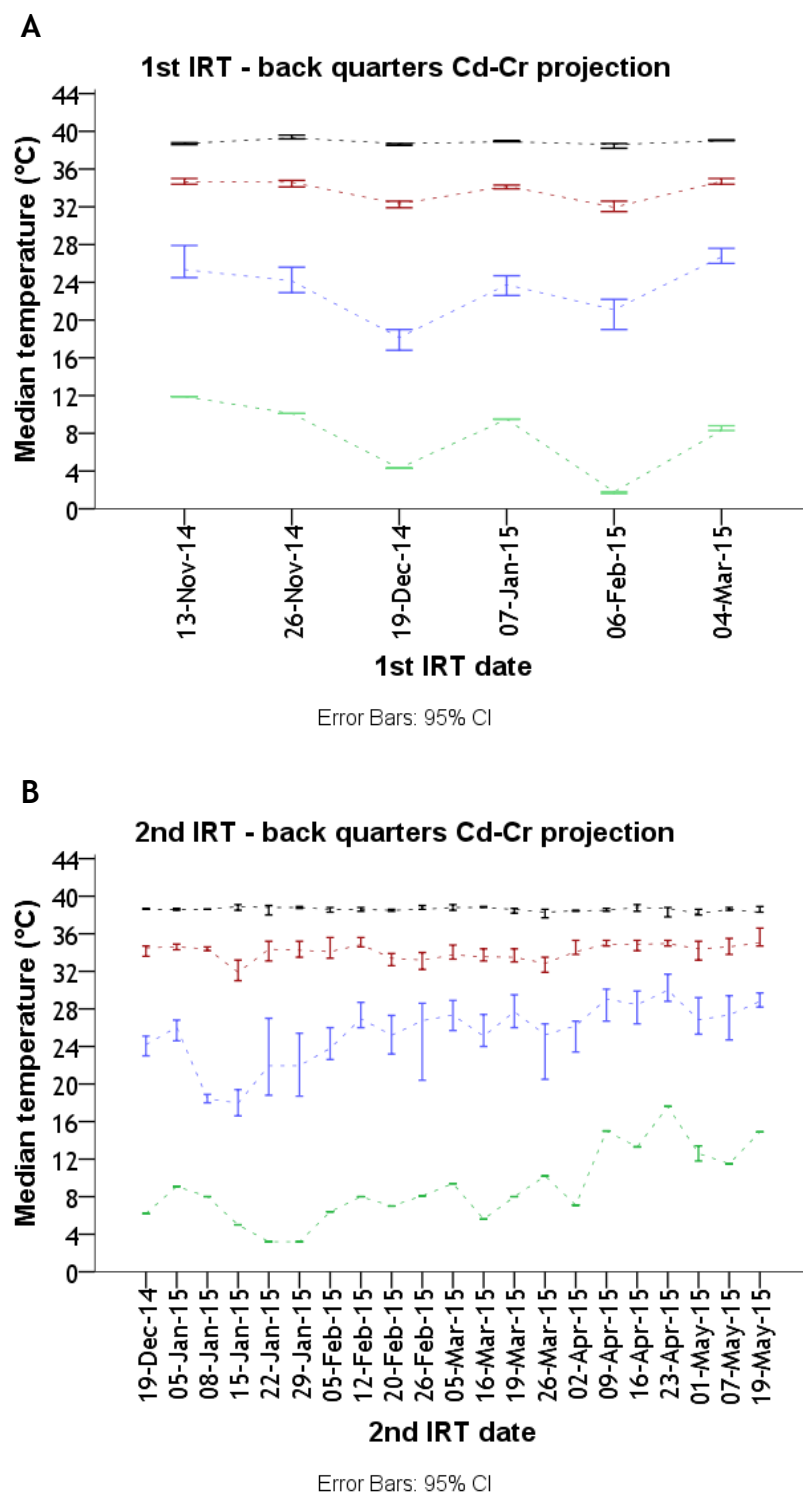 A
1st IRT - back quarters Cd-Cr projection
Median temperature (°C)
44
40
36
32
28
24
20
16
12
8
4
0
13-Nov-14
26-Nov-14
19-Dec-14
07-Jan-15
06-Feb-15
04-Mar-15
1st IRT date
Error Bars: 95% CI
B
2nd IRT - back quarters Cd-Cr projection
Median temperature (°C)
44
40
36
32
28
24
20
16
12
8
4
0
19-Dec-14
05-Jan-15
08-Jan-15
15-Jan-15
22-Jan-15
29-Jan-15
05-Feb-15
12-Feb-15
20-Feb-15
26-Feb-15
05-Mar-15
16-Mar-15
19-Mar-15
26-Mar-15
02-Apr-15
09-Apr-15
16-Apr-15
23-Apr-15
01-May-15
07-May-15
19-May-15
2nd IRT date
Error Bars: 95% CI